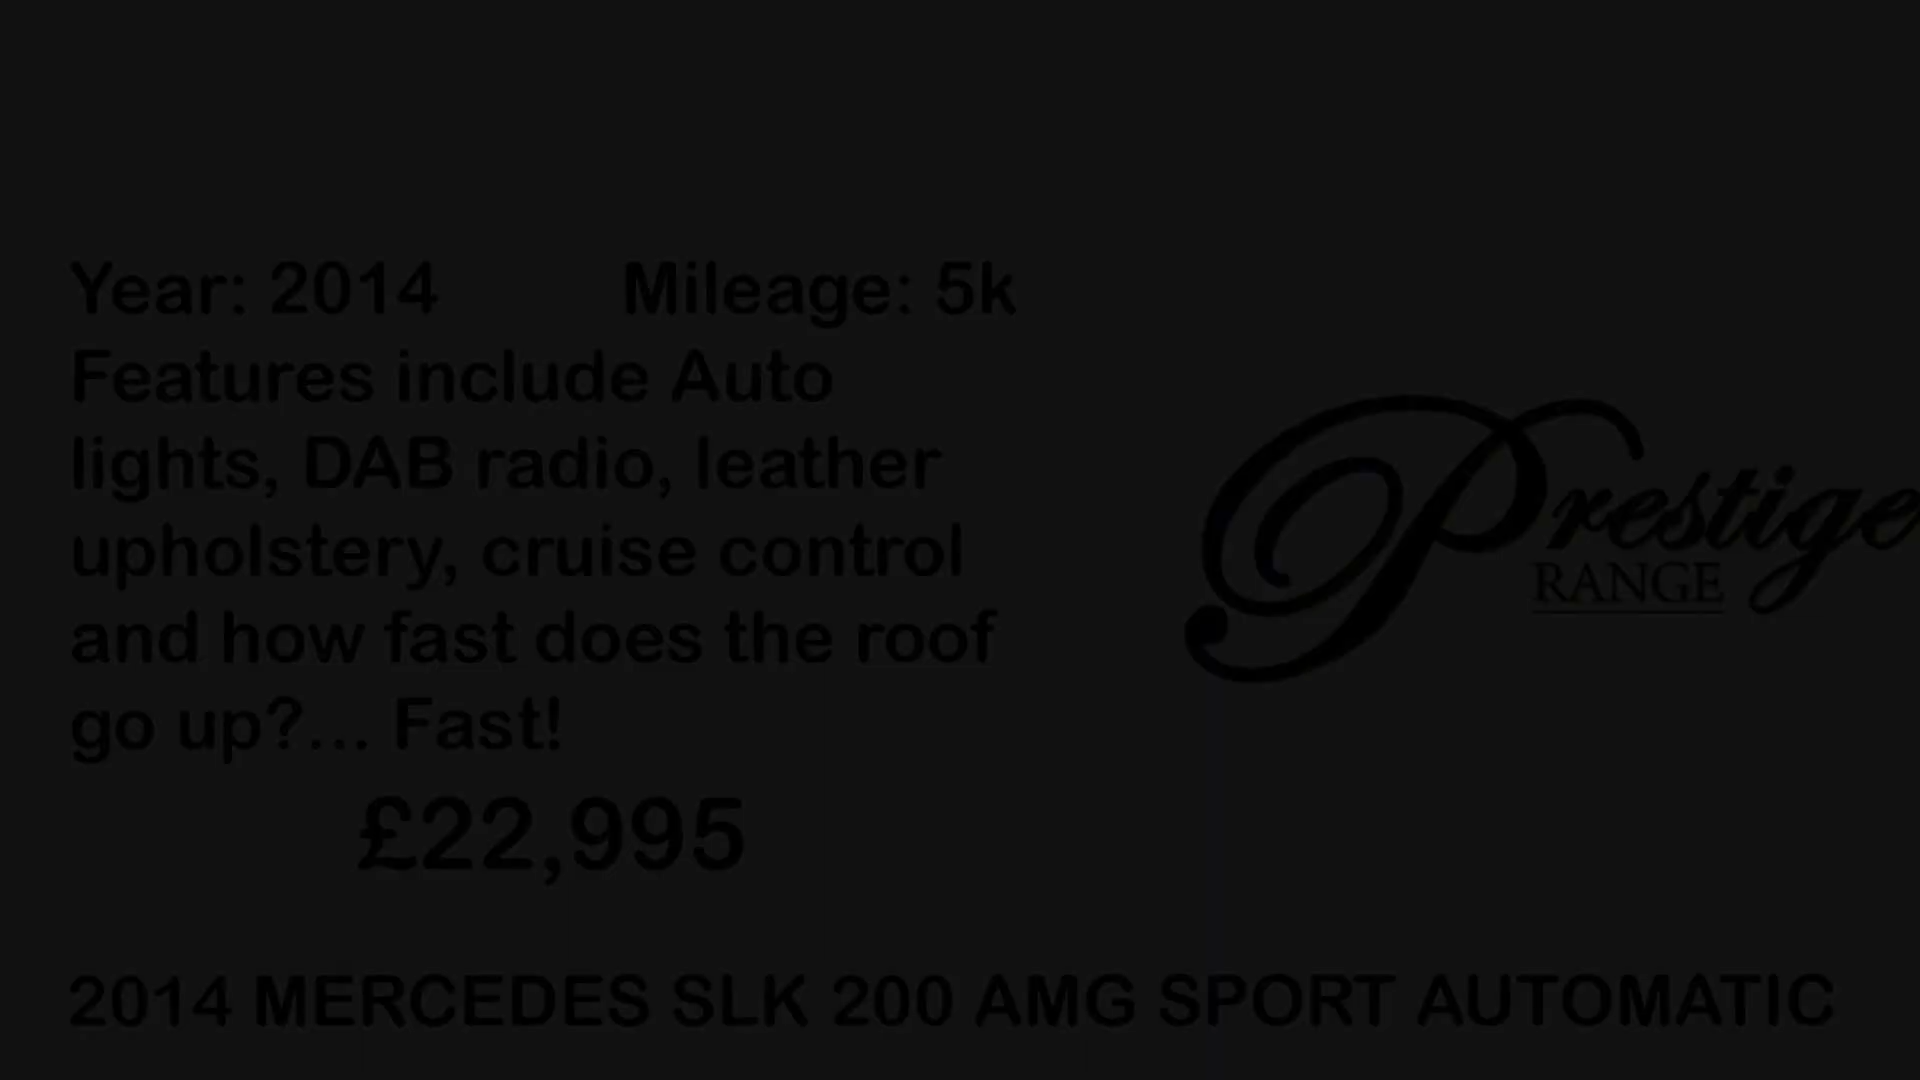 Year: 2014 Mileage: 5k
Features include Auto
lights, DAB radio, leather
upholstery, cruise control
and how fast does the roof
go up?... Fast!
£22,995
Prestige
RANGE
2014 MERCEDES SLK 200 AMG SPORT AUTOMATIC